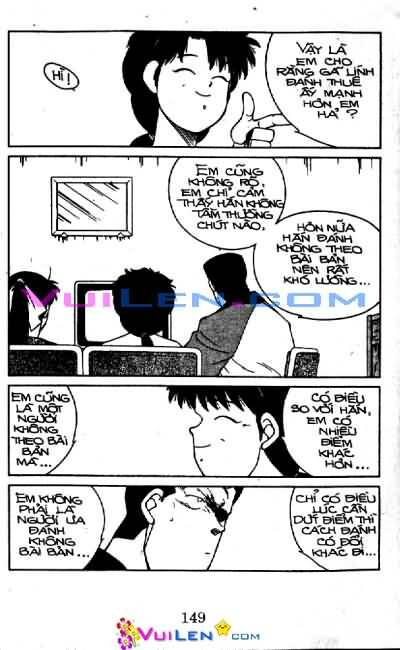 VẬY LÀ
EM CHO
RẰNG GÃ LÍNH
ĐÁNH THUÊ
ẤY MẠNH
HƠN EM
HẢ?
HÌ!
EM CŨNG
KHÔNG RÕ,
EM CHỈ CẢM
THẤY HẮN KHÔNG
TẦM THƯỜNG
CHÚT NÀO.
HƠN NỮA
HẮN ĐÁNH
KHÔNG THEO
BÀI BẢN
NÊN RẤT
KHÓ LƯỜNG...
VUILEN.COM
EM CŨNG
LÀ MỘT
NGƯỜI
KHÔNG
THEO BÀI
BẢN
MÀ...
CÓ ĐIỀU
SO VỚI HẮN,
EM CÓ
NHIỀU
ĐIỂM
KHÁC
HƠN...
EM KHÔNG
PHẢI LÀ
NGƯỜI ƯA
ĐÁNH
KHÔNG
BÀI BẢN...
CHỈ CÓ ĐIỀU
LÚC CẦN
DỨT ĐIỂM THÌ
CÁCH ĐÁNH
CÓ ĐỔI
KHÁC ĐI...
149
VUILEN.COM